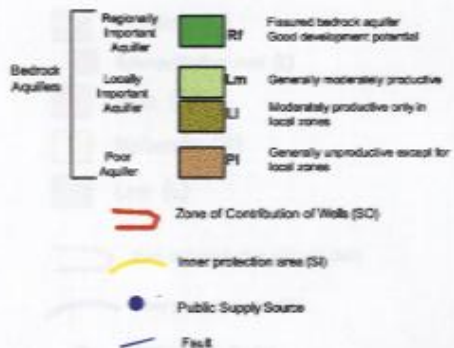 Regionally
Important
Aquifer
Rf
Fissured bedrock aquifer
Good development potential
Bedrock
Aquifers
Locally
Important
Aquifer
Lm
Generally moderately productive
Ll
Moderately productive only in
local zones
Poor
Aquifer
Pl
Generally unproductive except for
local zones
Zone of Contribution of Wells (SO)
Inner protection area (SI)
Public Supply Source
Fault